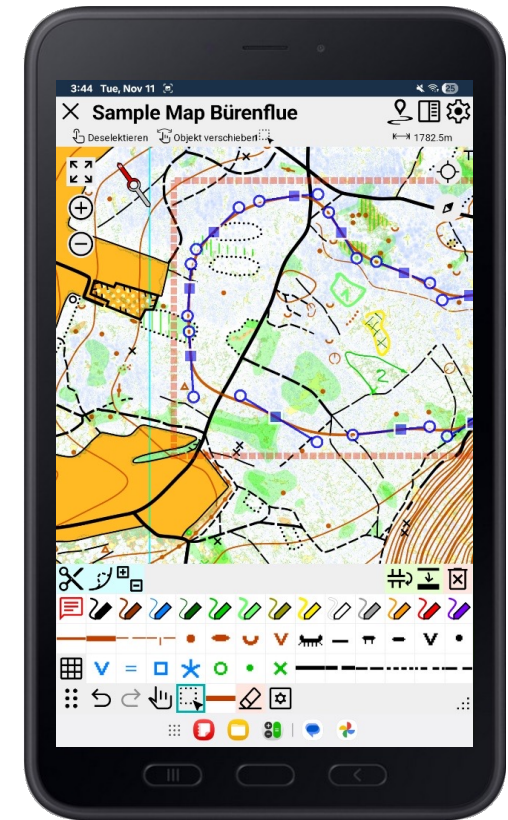 3:44 Tue, Nov 11
25
Sample Map Bürenflue
Deselektieren Objekt verschieben
1782.5m
1
2